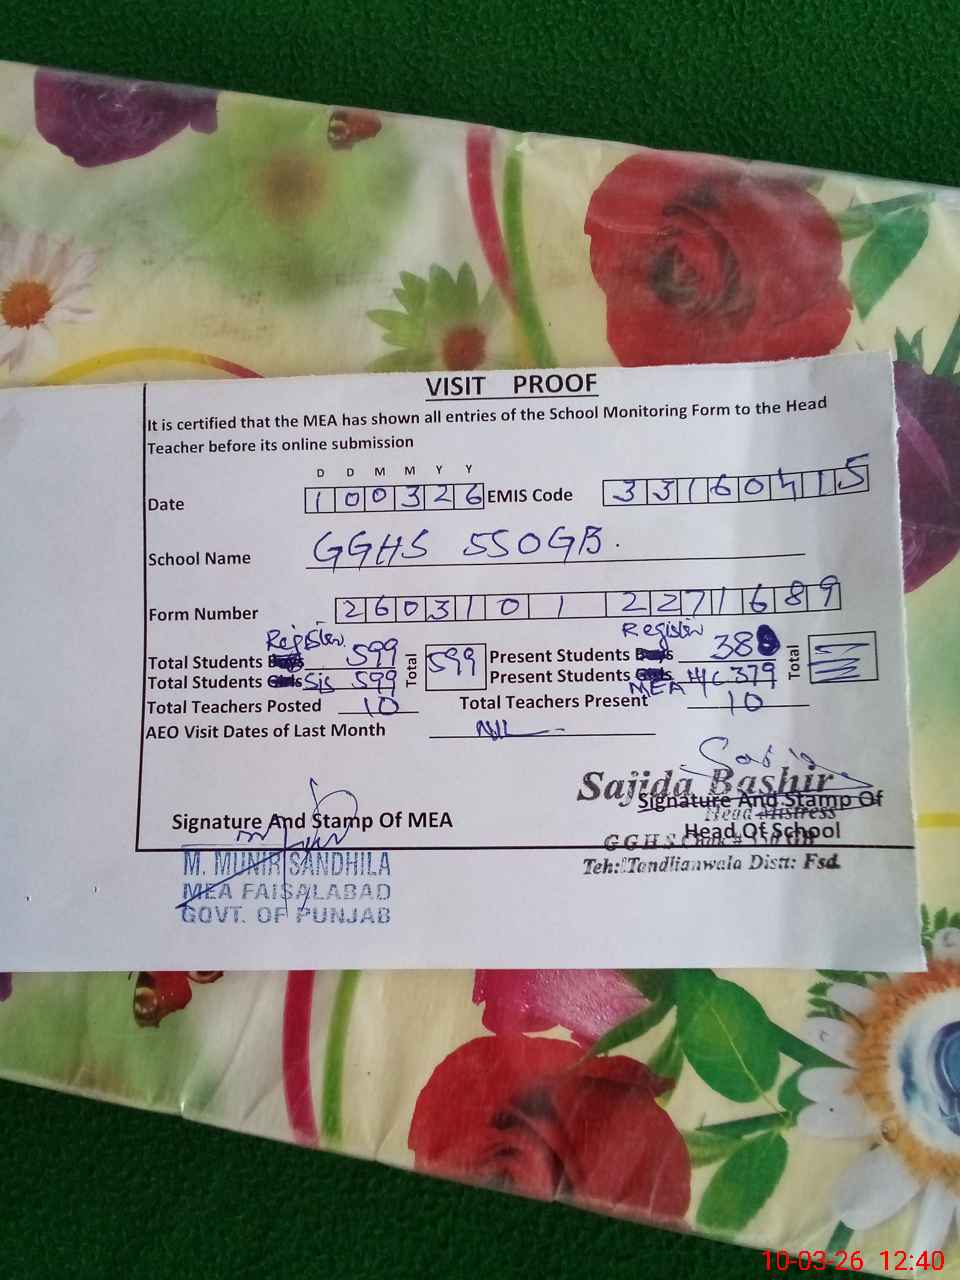 VISIT PROOF
It is certified that the MEA has shown all entries of the School Monitoring Form to the Head
Teacher before its online submission
D D M M Y Y
Date 1 0 0 3 2 6 EMIS Code 3 3 1 6 0 4 1 5
School Name GGHS 550GB.
Form Number 2 6 0 3 1 0 1 2 2 7 1 6 8 9
Register Register
Total Students Boys 599 Total 599 Present Students Boys 38 Total
Total Students Girls Sis 599 Present Students Girls MEA H/C 379
Total Teachers Posted 10 Total Teachers Present 10
AEO Visit Dates of Last Month NIL
Sajida Bashir
Signature And Stamp Of
Head Mistress
Signature And Stamp Of MEA Head Of School
GGHS Chak # 550 GB
M. MUNIR SANDHILA Teh: Tandlianwala Distt: Fsd.
MEA FAISALABAD
GOVT. OF PUNJAB
10-03-26 12:40